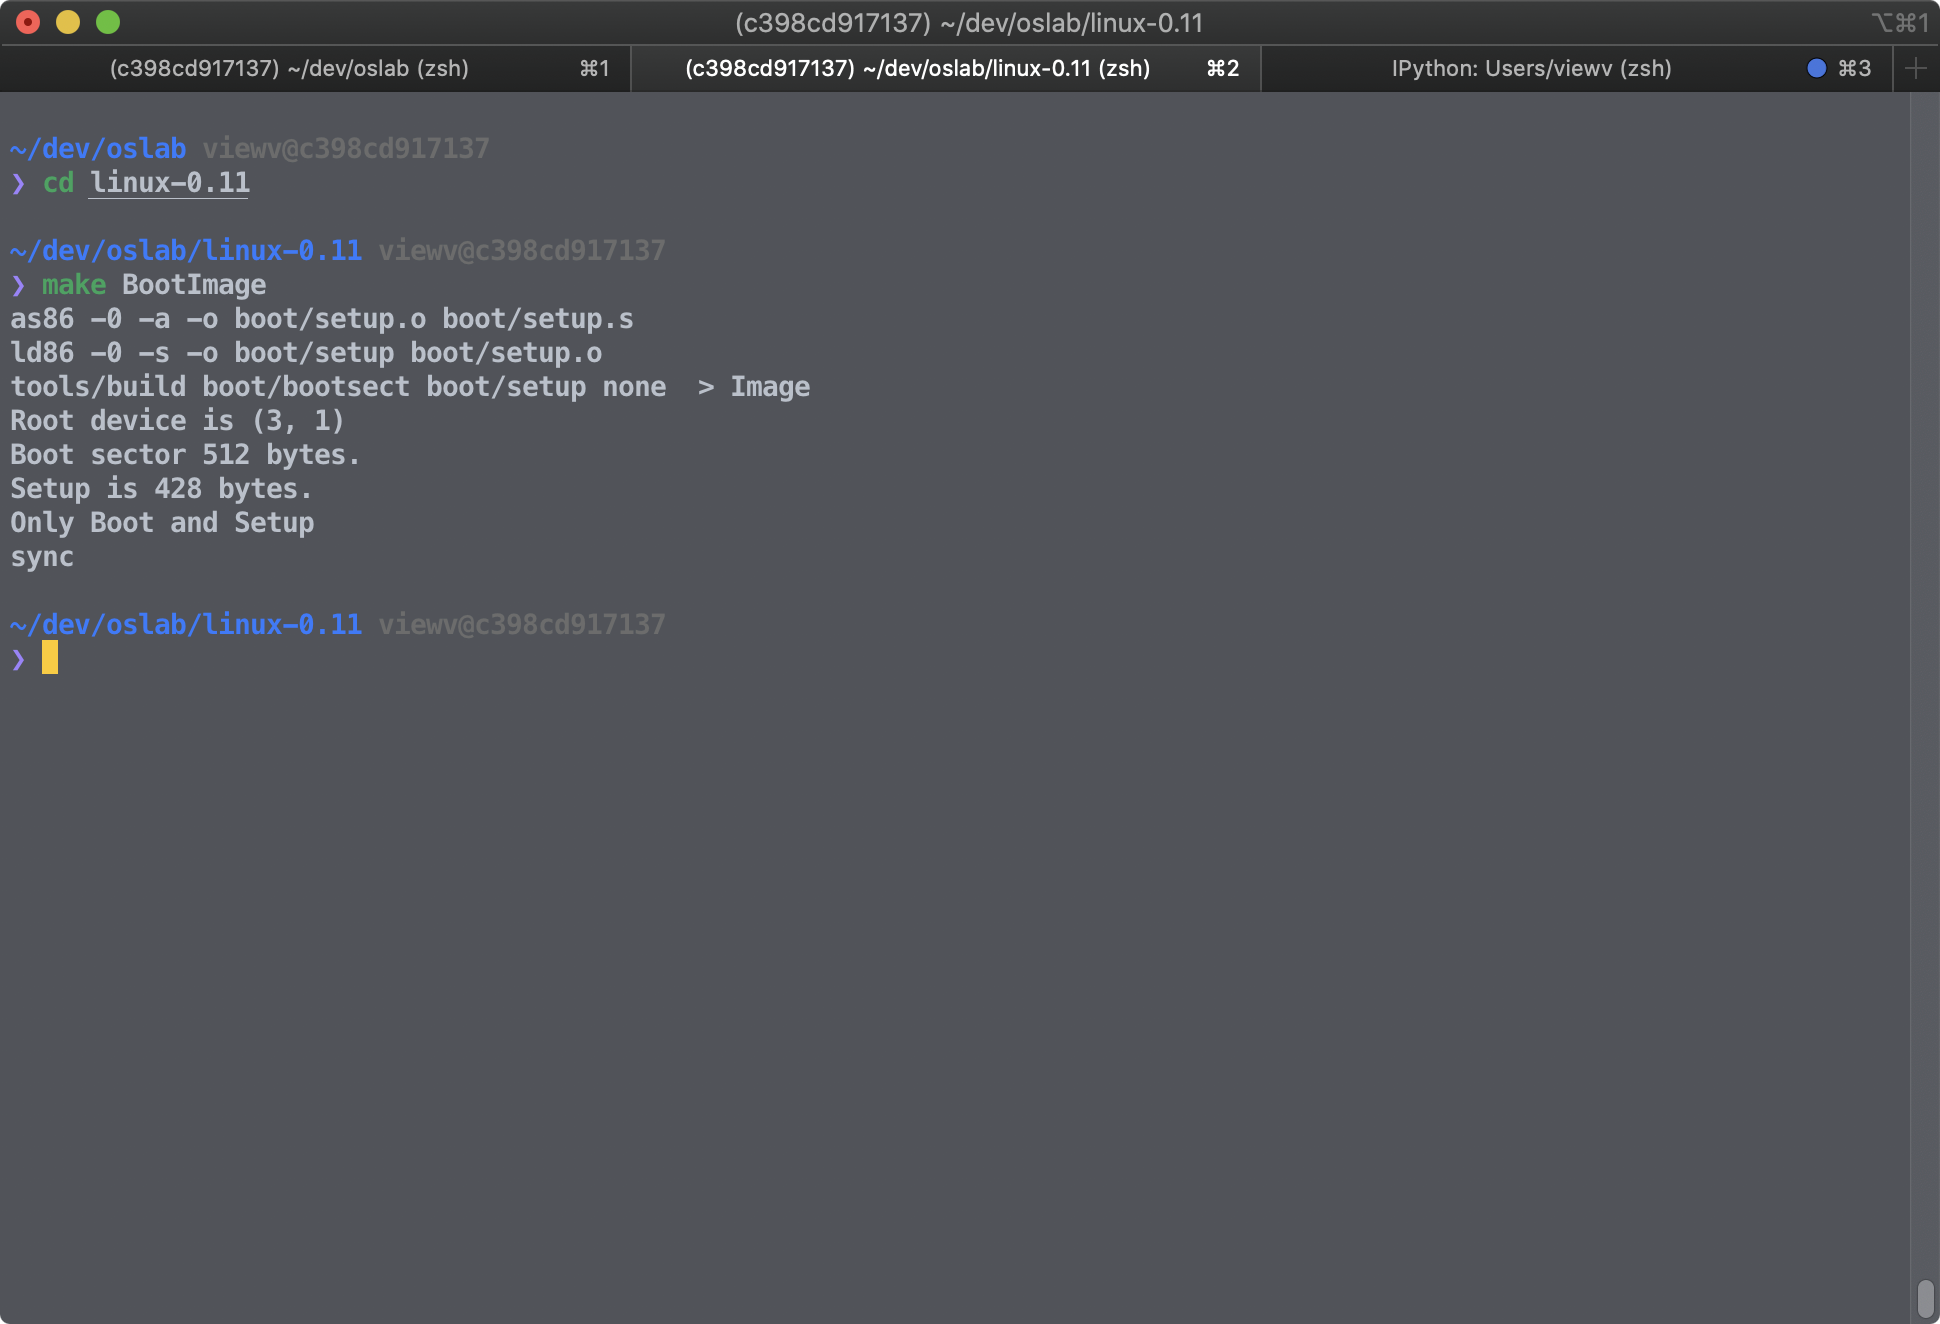 (c398cd917137) ~/dev/oslab/linux-0.11 ⌥⌘1
(c398cd917137) ~/dev/oslab (zsh) ⌘1 (c398cd917137) ~/dev/oslab/linux-0.11 (zsh) ⌘2 IPython: Users/viewv (zsh) ⌘3 +
~/dev/oslab viewv@c398cd917137
❯ cd linux-0.11
~/dev/oslab/linux-0.11 viewv@c398cd917137
❯ make BootImage
as86 -0 -a -o boot/setup.o boot/setup.s
ld86 -0 -s -o boot/setup boot/setup.o
tools/build boot/bootsect boot/setup none  > Image
Root device is (3, 1)
Boot sector 512 bytes.
Setup is 428 bytes.
Only Boot and Setup
sync
~/dev/oslab/linux-0.11 viewv@c398cd917137
❯